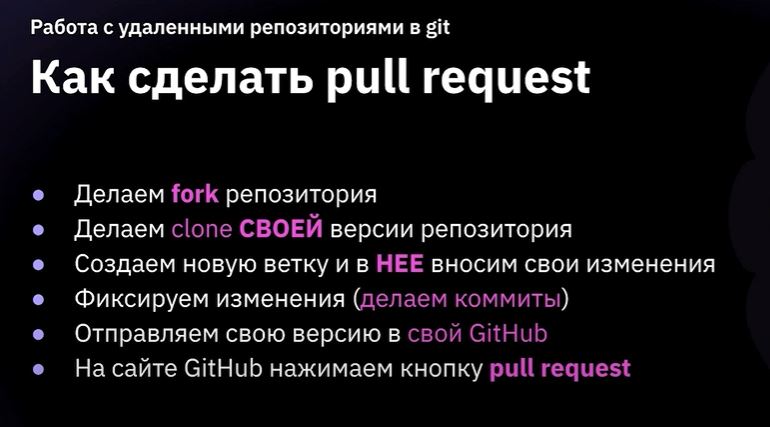 Работа с удаленными репозиториями в git
Как сделать pull request
● Делаем fork репозитория
● Делаем clone СВОЕЙ версии репозитория
● Создаем новую ветку и в НЕЕ вносим свои изменения
● Фиксируем изменения (делаем коммиты)
● Отправляем свою версию в свой GitHub
● На сайте GitHub нажимаем кнопку pull request